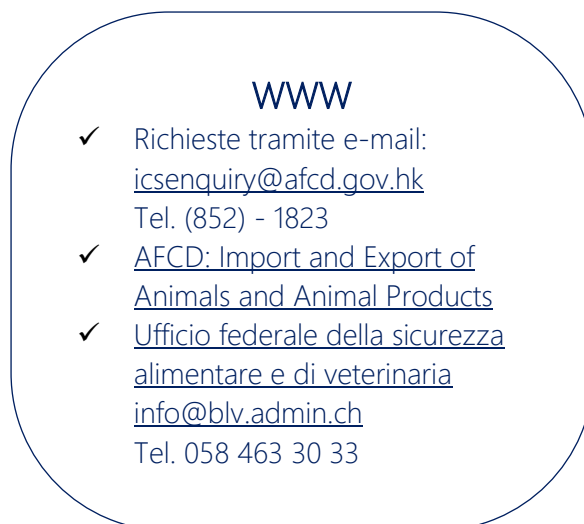 WWW
✓ Richieste tramite e-mail:
icsenquiry@afcd.gov.hk
Tel. (852) - 1823
✓ AFCD: Import and Export of
Animals and Animal Products
✓ Ufficio federale della sicurezza
alimentare e di veterinaria
info@blv.admin.ch
Tel. 058 463 30 33